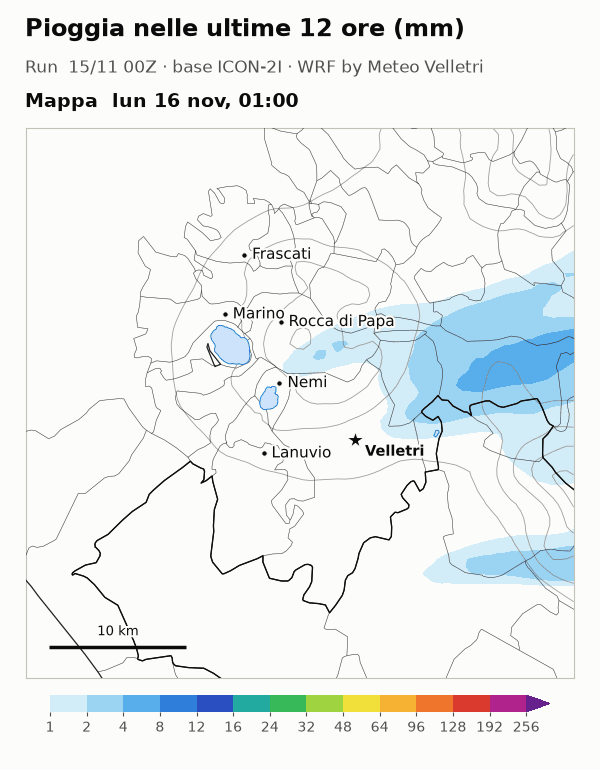 Pioggia nelle ultime 12 ore (mm)
Run  15/11 00Z · base ICON-2I · WRF by Meteo Velletri
Mappa  lun 16 nov, 01:00
Frascati
Marino
Rocca di Papa
Nemi
Velletri
Lanuvio
10 km
1 2 4 8 12 16 24 32 48 64 96 128 192 256